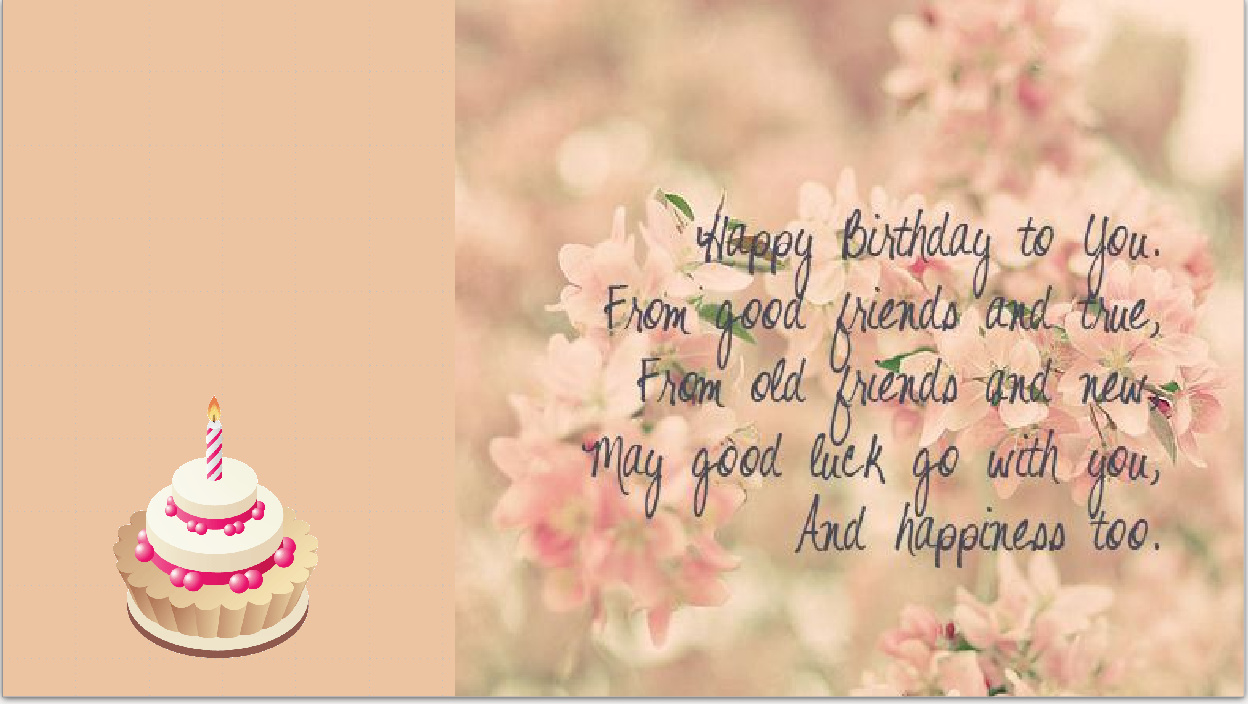 Happy Birthday to You.
From good friends and true,
From old friends and new,
May good luck go with you,
And happiness too.